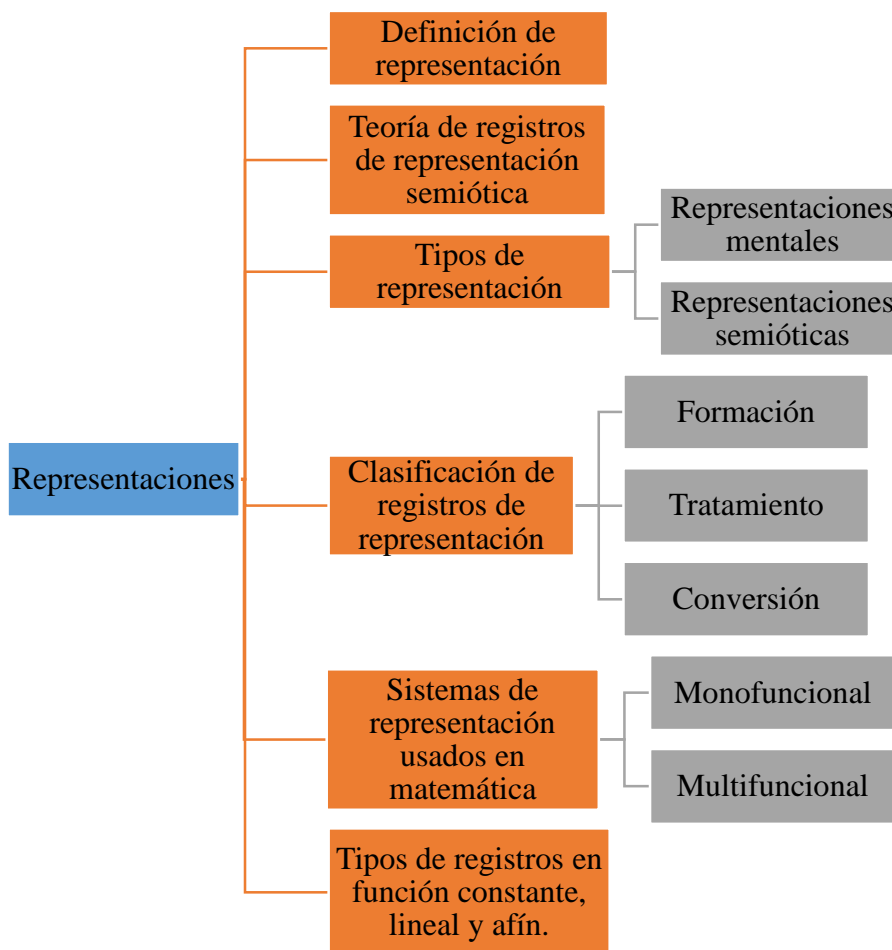 Definición de
representación
Teoría de registros
de representación
semiótica
Tipos de
representación
Representaciones
mentales
Representaciones
semióticas
Representaciones
Clasificación de
registros de
representación
Formación
Tratamiento
Conversión
Sistemas de
representación
usados en
matemática
Monofuncional
Multifuncional
Tipos de registros en
función constante,
lineal y afín.